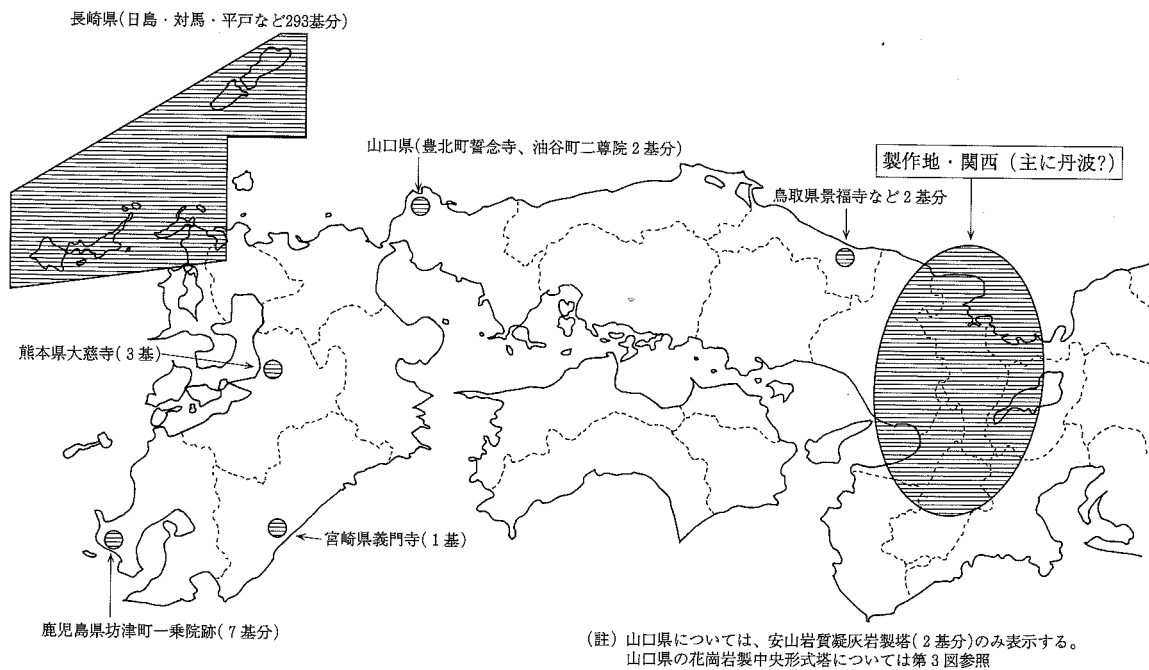 長崎県(日島・対馬・平戸など293基分)
山口県(豊北町誓念寺、油谷町二尊院2基分)
製作地・関西(主に丹波?)
鳥取県景福寺など2基分
熊本県大慈寺(3基)
宮崎県義門寺(1基)
鹿児島県坊津町一乗院跡(7基分)
(註) 山口県については、安山岩質凝灰岩製塔(2基分)のみ表示する。
山口県の花崗岩製中央形式塔については第3図参照